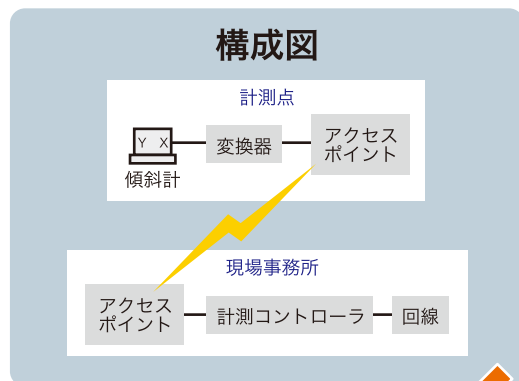 構成図
計測点
Y X
変換器
アクセス
ポイント
傾斜計
現場事務所
アクセス
ポイント
計測コントローラ
回線